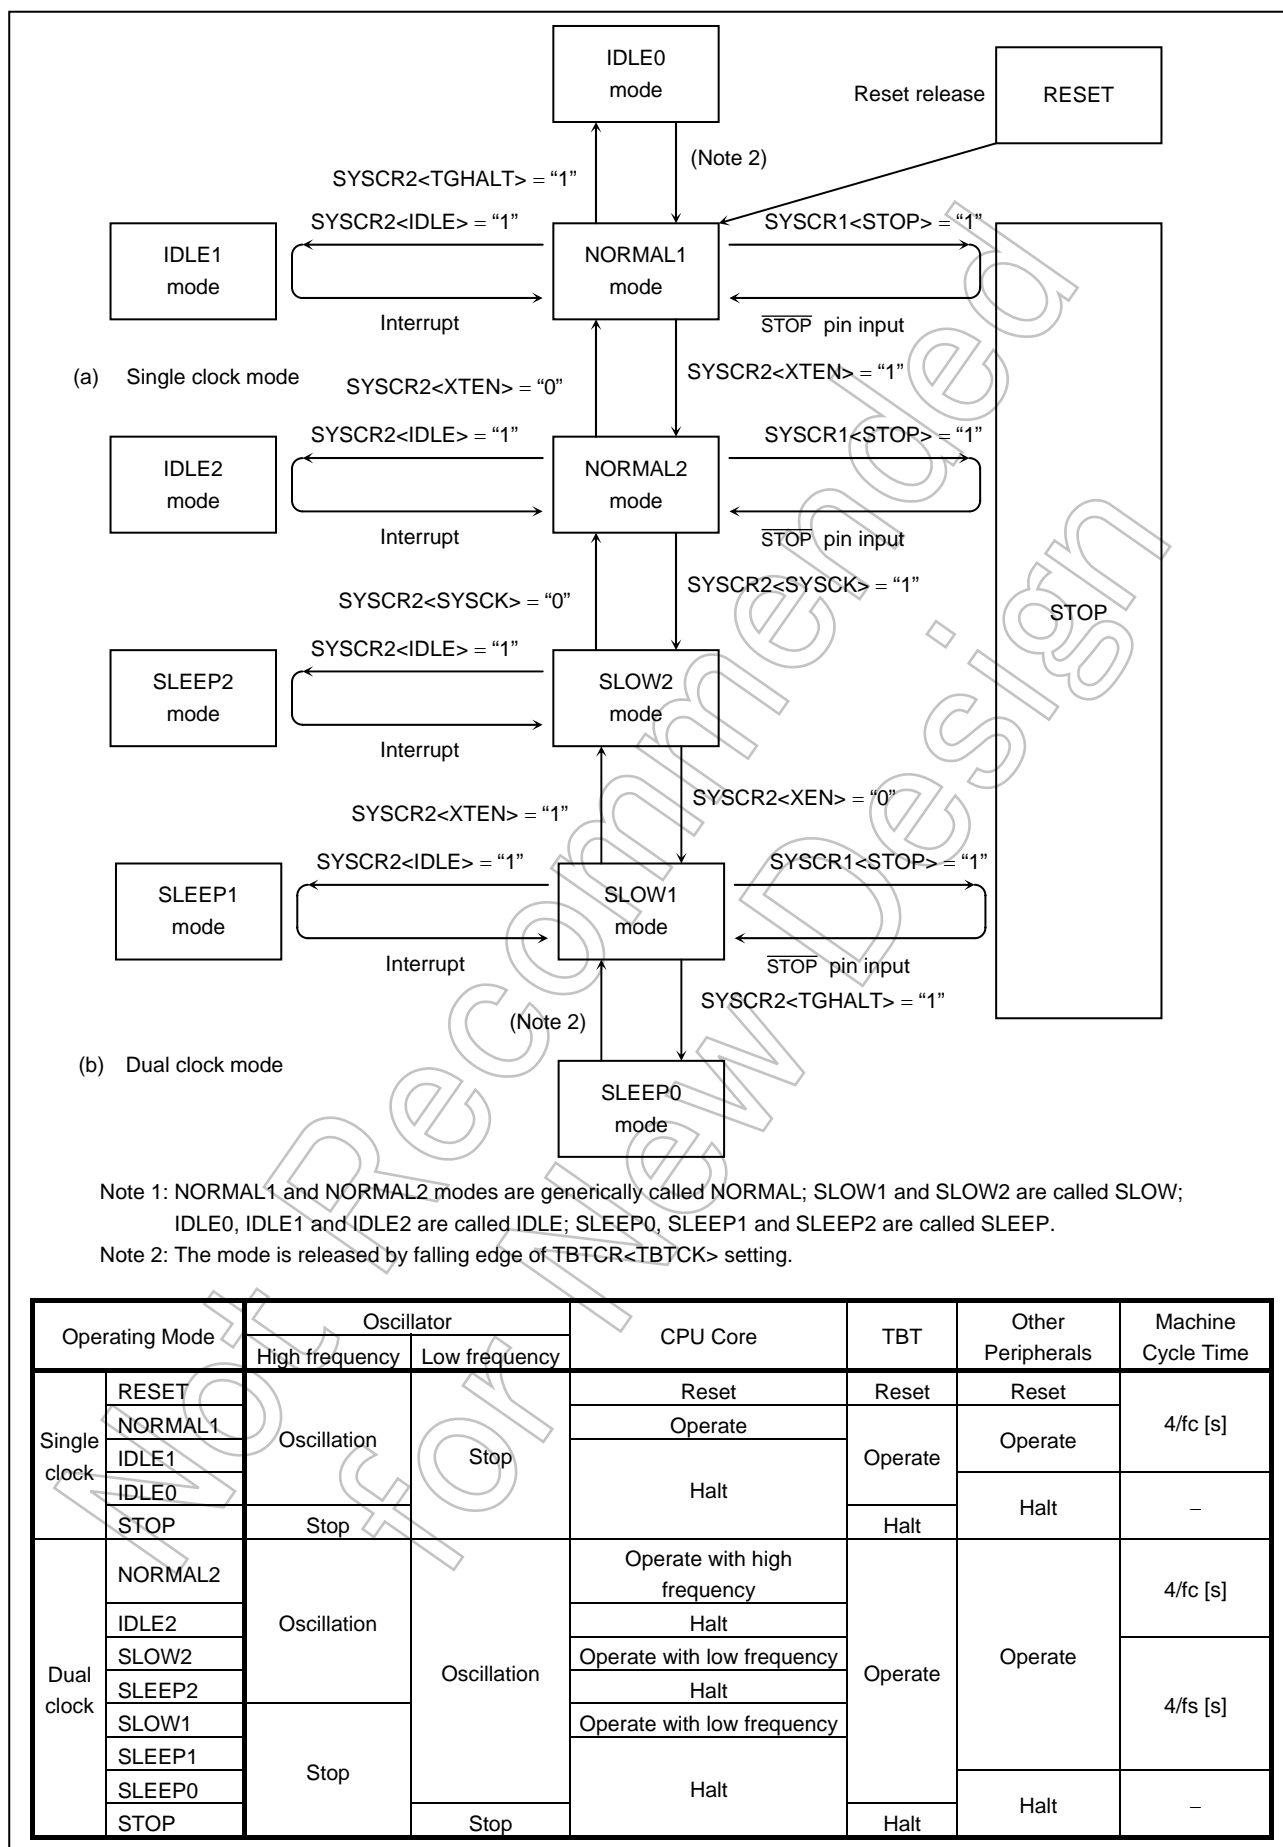 IDLE0
mode
Reset release
RESET
(Note 2)
SYSCR2<TGHALT> = “1”
SYSCR2<IDLE> = “1”
SYSCR1<STOP> = “1”
IDLE1
mode
NORMAL1
mode
Interrupt
STOP pin input
(a) Single clock mode
SYSCR2<XTEN> = “0”
SYSCR2<XTEN> = “1”
SYSCR2<IDLE> = “1”
SYSCR1<STOP> = “1”
IDLE2
mode
NORMAL2
mode
Interrupt
STOP pin input
SYSCR2<SYSCK> = “0”
SYSCR2<SYSCK> = “1”
STOP
SYSCR2<IDLE> = “1”
SLEEP2
mode
SLOW2
mode
Interrupt
SYSCR2<XTEN> = “1”
SYSCR2<XEN> = “0”
SYSCR2<IDLE> = “1”
SYSCR1<STOP> = “1”
SLEEP1
mode
SLOW1
mode
Interrupt
STOP pin input
SYSCR2<TGHALT> = “1”
(Note 2)
(b) Dual clock mode
SLEEP0
mode
Note 1: NORMAL1 and NORMAL2 modes are generically called NORMAL; SLOW1 and SLOW2 are called SLOW;
IDLE0, IDLE1 and IDLE2 are called IDLE; SLEEP0, SLEEP1 and SLEEP2 are called SLEEP.
Note 2: The mode is released by falling edge of TBTCR<TBTCK> setting.
Operating Mode
Oscillator
High frequency
Low frequency
CPU Core
TBT
Other
Peripherals
Machine
Cycle Time
Single
clock
RESET
NORMAL1
IDLE1
IDLE0
STOP
Oscillation
Stop
Stop
Reset
Operate
Halt
Reset
Operate
Halt
Reset
Operate
Halt
4/fc [s]
–
Dual
clock
NORMAL2
IDLE2
SLOW2
SLEEP2
SLOW1
SLEEP1
SLEEP0
STOP
Oscillation
Stop
Oscillation
Stop
Operate with high
frequency
Halt
Operate with low frequency
Halt
Operate with low frequency
Halt
Operate
Halt
Operate
Halt
4/fc [s]
4/fs [s]
–
Not Recommended
for New Design